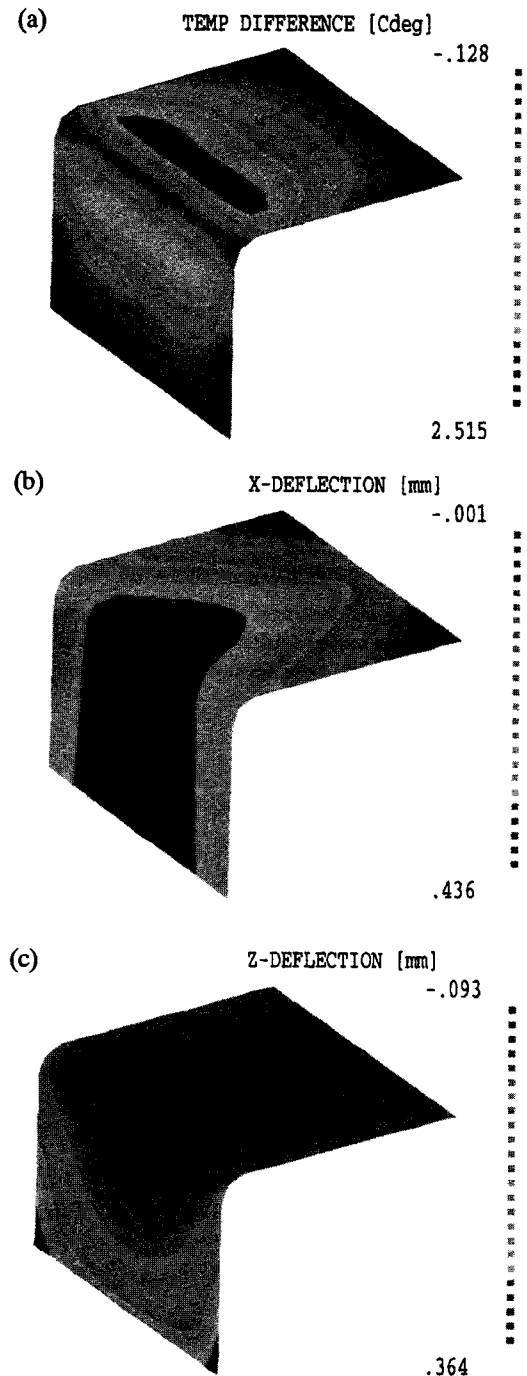 (a)
TEMP DIFFERENCE [Cdeg]
-.128
2.515
(b)
X-DEFLECTION [mm]
-.001
.436
(c)
Z-DEFLECTION [mm]
-.093
.364